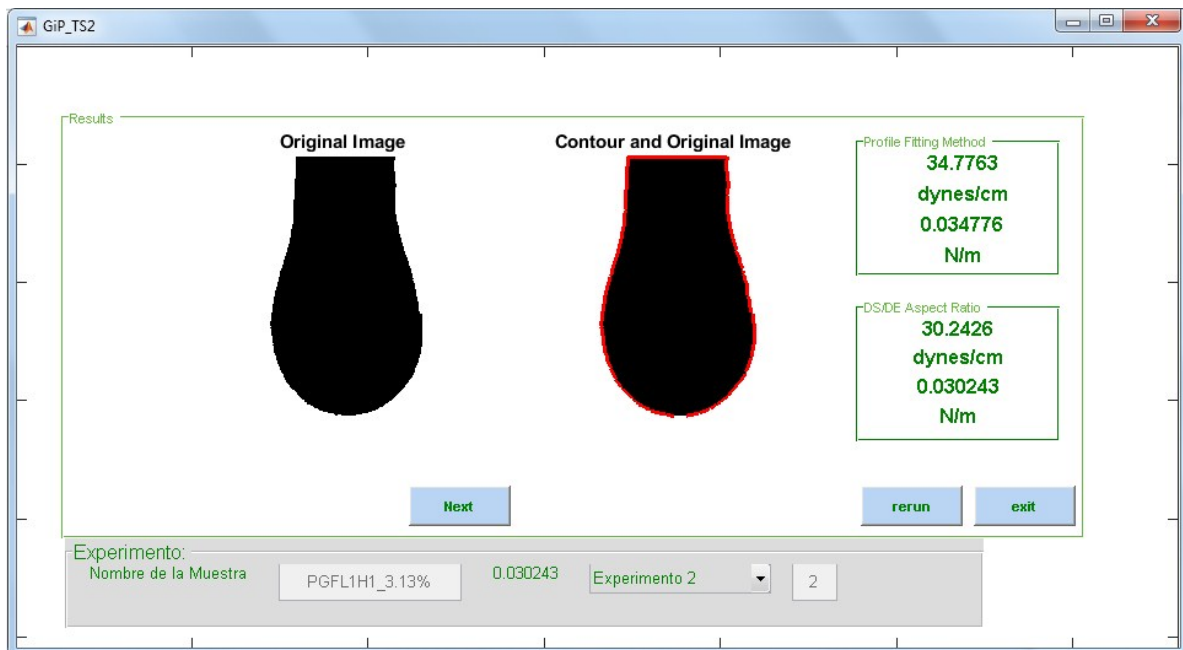 GiP_TS2
Results
Original Image
Contour and Original Image
Profile Fitting Method
34.7763
dynes/cm
0.034776
N/m
DS/DE Aspect Ratio
30.2426
dynes/cm
0.030243
N/m
Next
rerun
exit
Experimento:
Nombre de la Muestra
PGFL1H1_3.13%
0.030243
Experimento 2
2